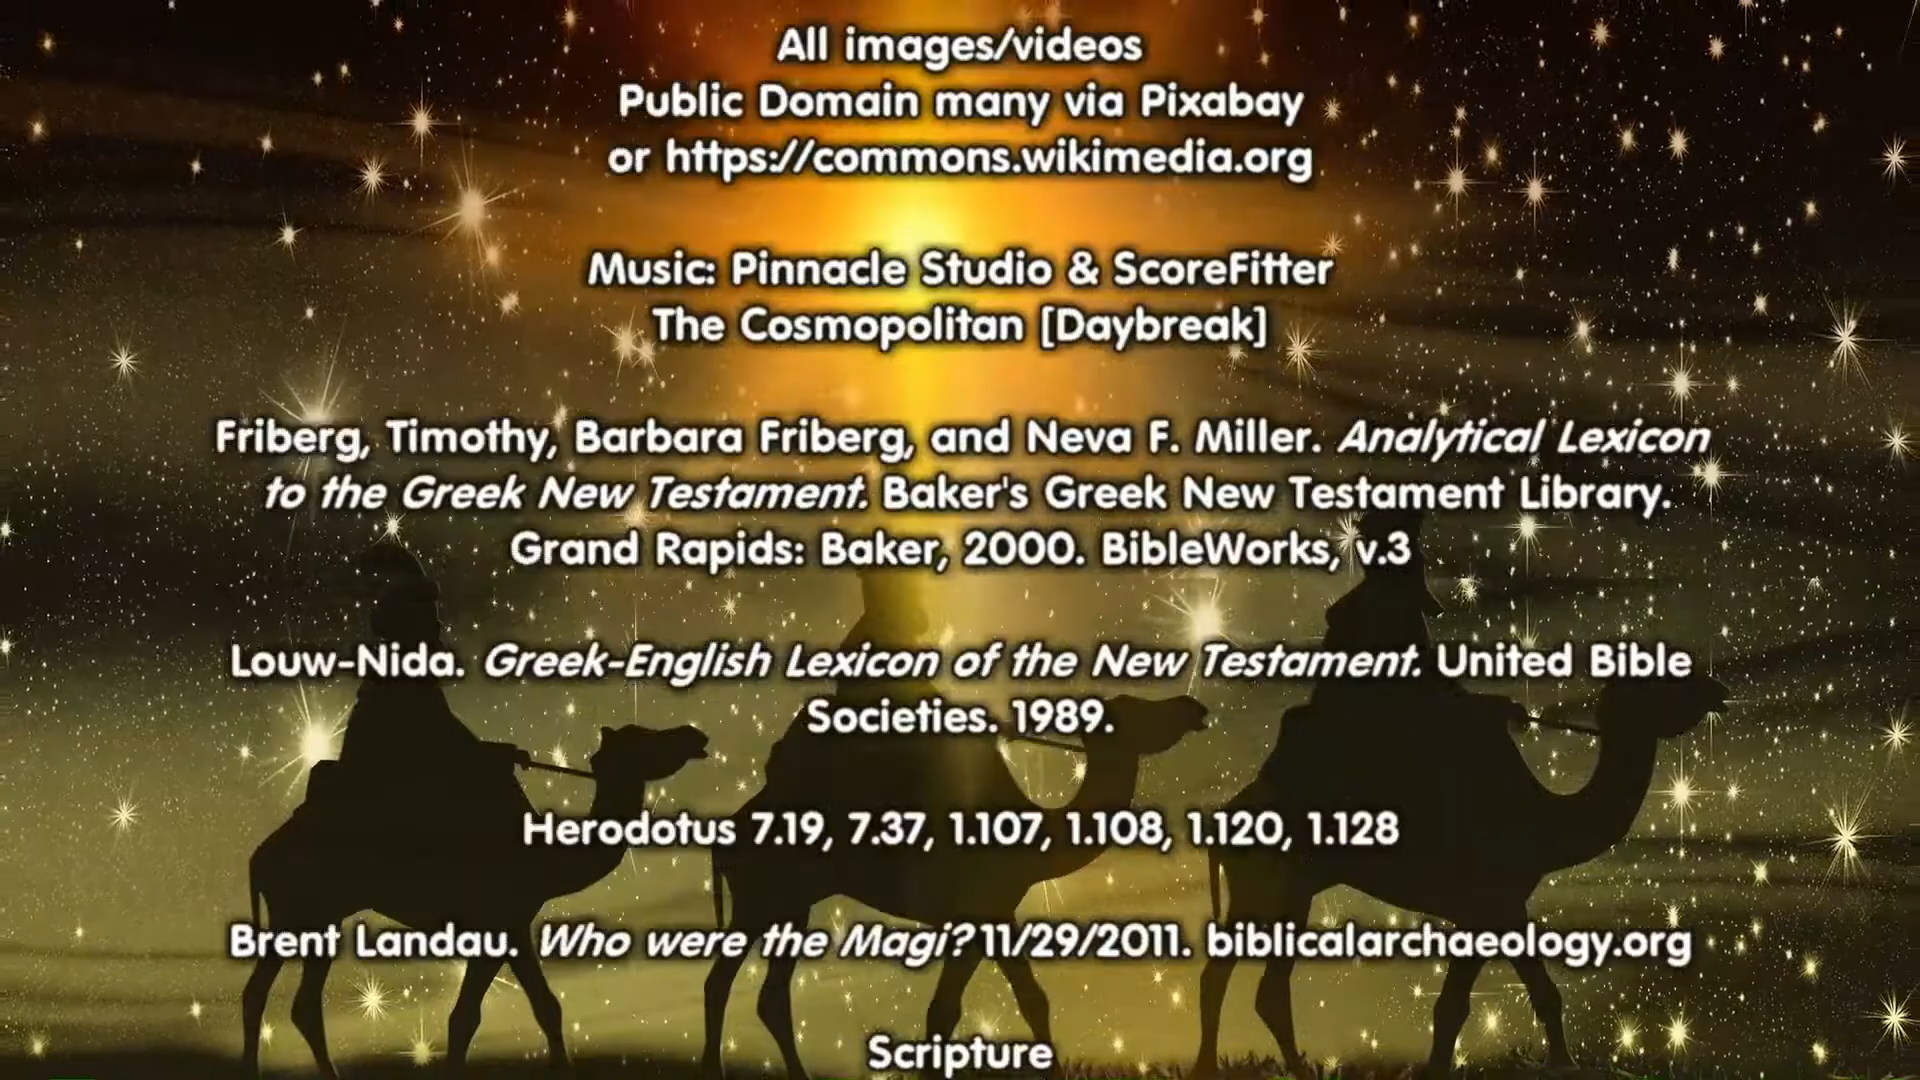 All images/videos
Public Domain many via Pixabay
or https://commons.wikimedia.org
Music: Pinnacle Studio & ScoreFitter
The Cosmopolitan [Daybreak]
Friberg, Timothy, Barbara Friberg, and Neva F. Miller. Analytical Lexicon
to the Greek New Testament. Baker's Greek New Testament Library.
Grand Rapids: Baker, 2000. BibleWorks, v.3
Louw-Nida. Greek-English Lexicon of the New Testament. United Bible
Societies. 1989.
Herodotus 7.19, 7.37, 1.107, 1.108, 1.120, 1.128
Brent Landau. Who were the Magi? 11/29/2011. biblicalarchaeology.org
Scripture